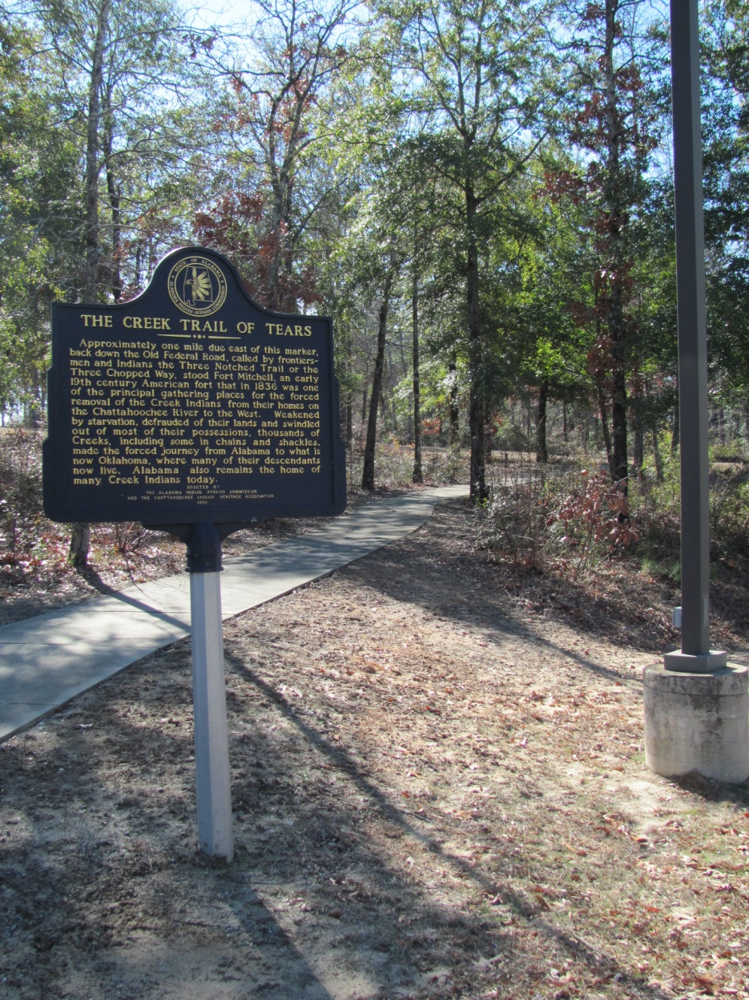 STATE OF ALABAMA
ALABAMA INDIAN AFFAIRS COMMISSION
THE CREEK TRAIL OF TEARS
Approximately one mile due east of this marker,
back down the Old Federal Road, called by frontiers-
men and Indians the Three Notched Trail or the
Three Chopped Way, stood Fort Mitchell, an early
19th century American fort that in 1836 was one
of the principal gathering places for the forced
removal of the Creek Indians from their homes on
the Chattahoochee River to the West. Weakened
by starvation, defrauded of their lands and swindled
out of most of their possessions, thousands of
Creeks, including some in chains and shackles,
made the forced journey from Alabama to what is
now Oklahoma, where many of their descendants
now live. Alabama also remains the home of
many Creek Indians today.
ERECTED BY
THE ALABAMA INDIAN AFFAIRS COMMISSION
AND THE CHATTAHOOCHEE INDIAN HERITAGE ASSOCIATION